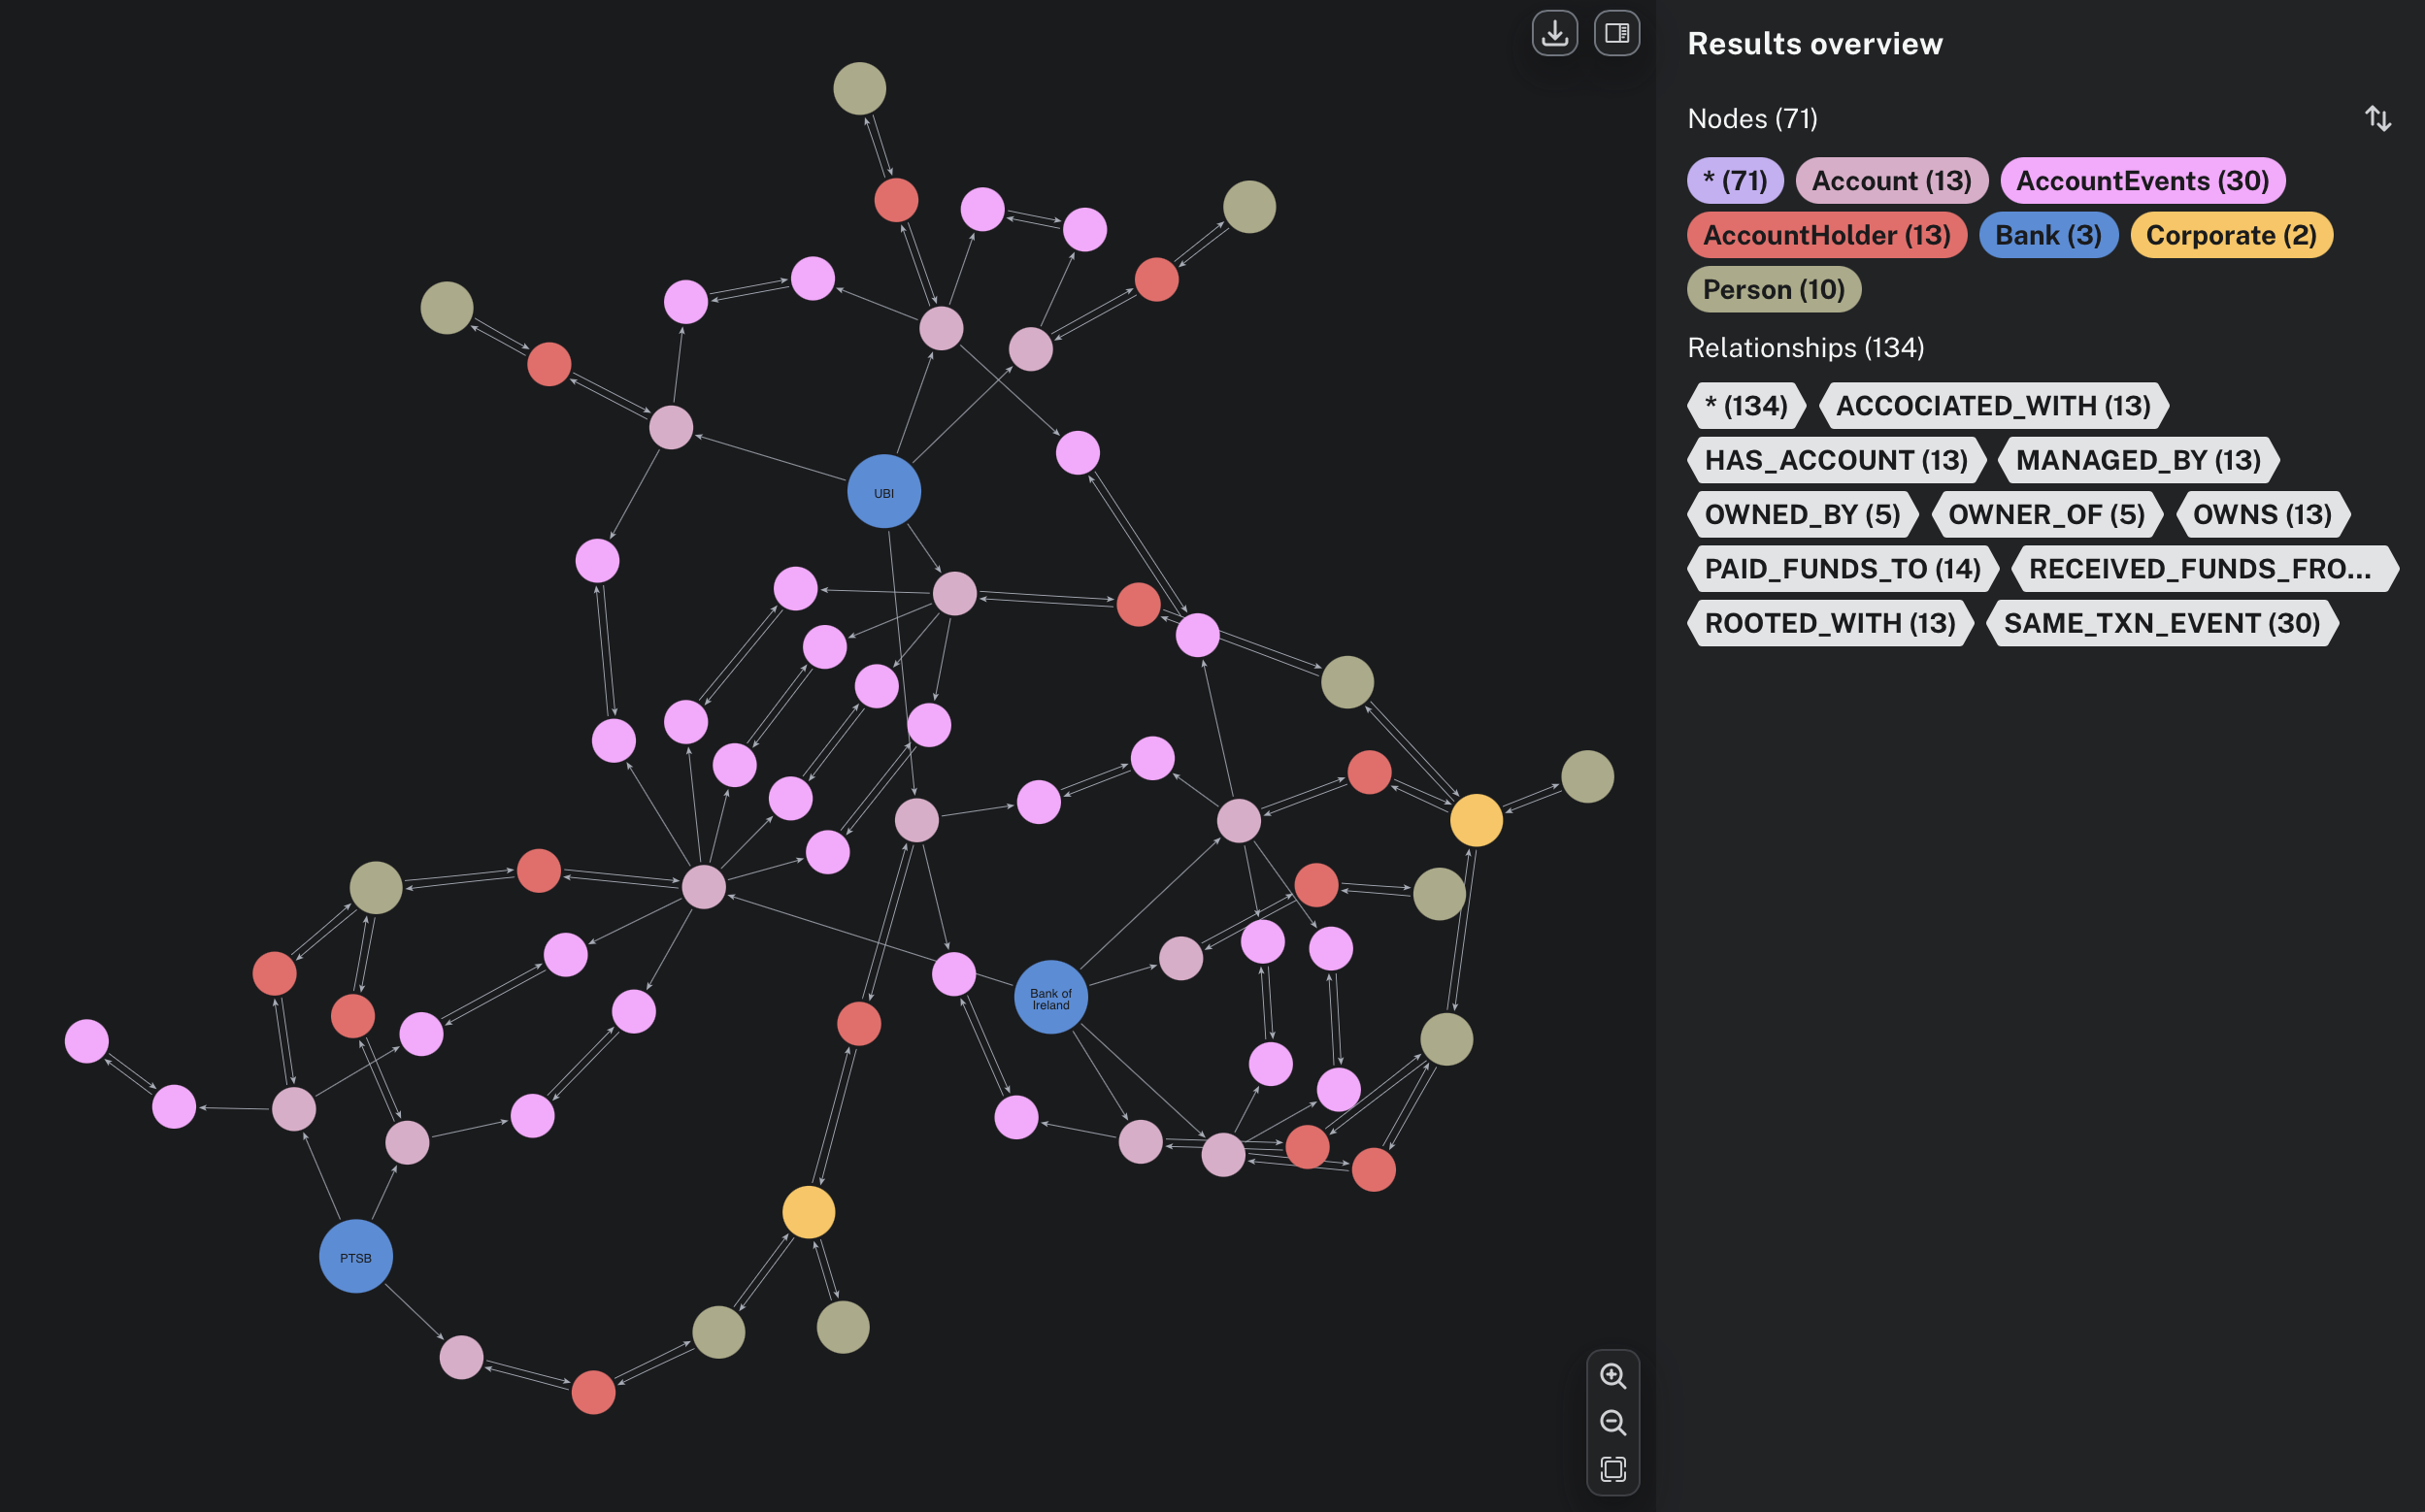 UBI
Bank of
Ireland
PTSB
Results overview
Nodes (71)
* (71) Account (13) AccountEvents (30)
AccountHolder (13) Bank (3) Corporate (2)
Person (10)
Relationships (134)
* (134) ACCOCIATED_WITH (13)
HAS_ACCOUNT (13) MANAGED_BY (13)
OWNED_BY (5) OWNER_OF (5) OWNS (13)
PAID_FUNDS_TO (14) RECEIVED_FUNDS_FRO...
ROOTED_WITH (13) SAME_TXN_EVENT (30)